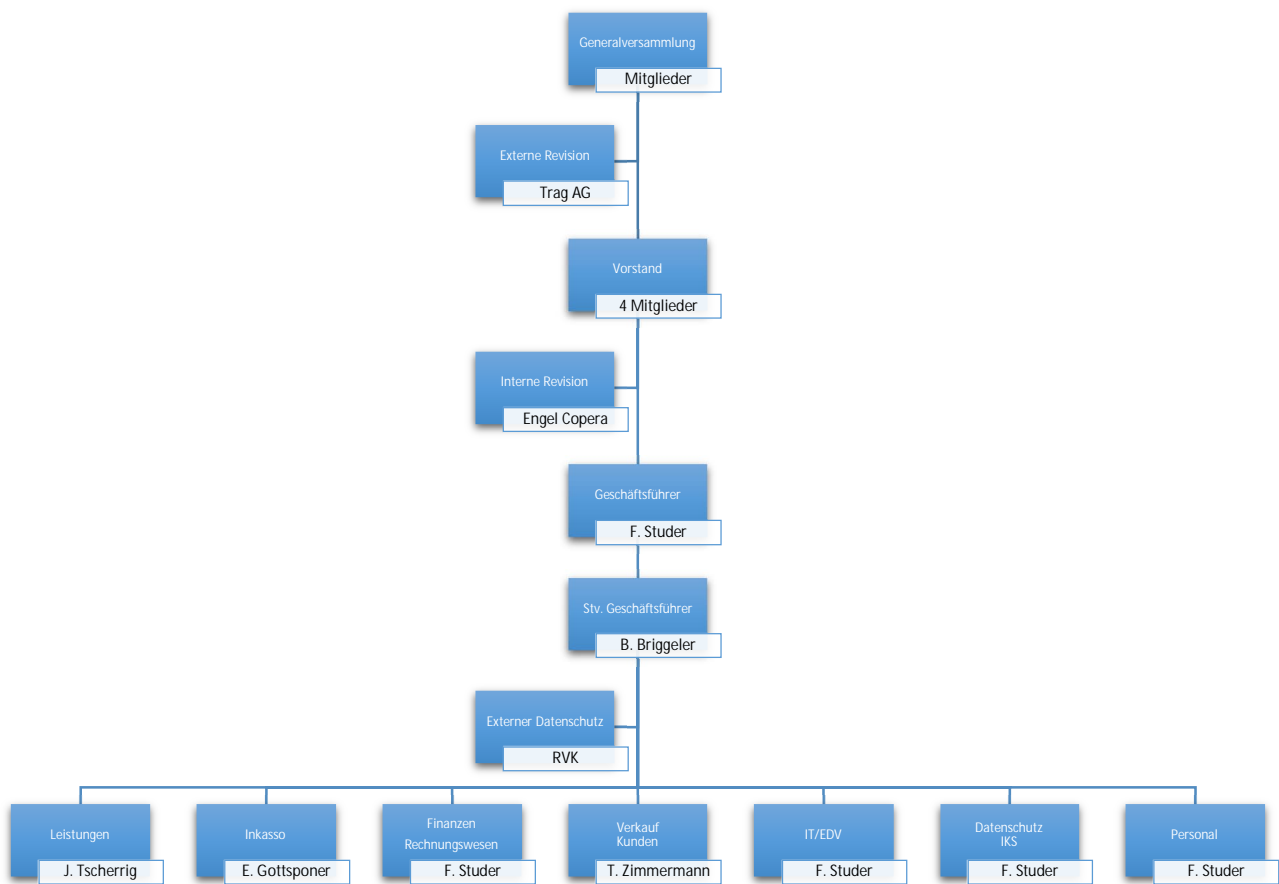 Generalversammlung
Mitglieder
Externe Revision
Trag AG
Vorstand
4 Mitglieder
Interne Revision
Engel Copera
Geschäftsführer
F. Studer
Stv. Geschäftsführer
B. Briggeler
Externer Datenschutz
RVK
Leistungen
J. Tscherrig
Inkasso
E. Gottsponer
Finanzen
Rechnungswesen
F. Studer
Verkauf
Kunden
T. Zimmermann
IT/EDV
F. Studer
Datenschutz
IKS
F. Studer
Personal
F. Studer